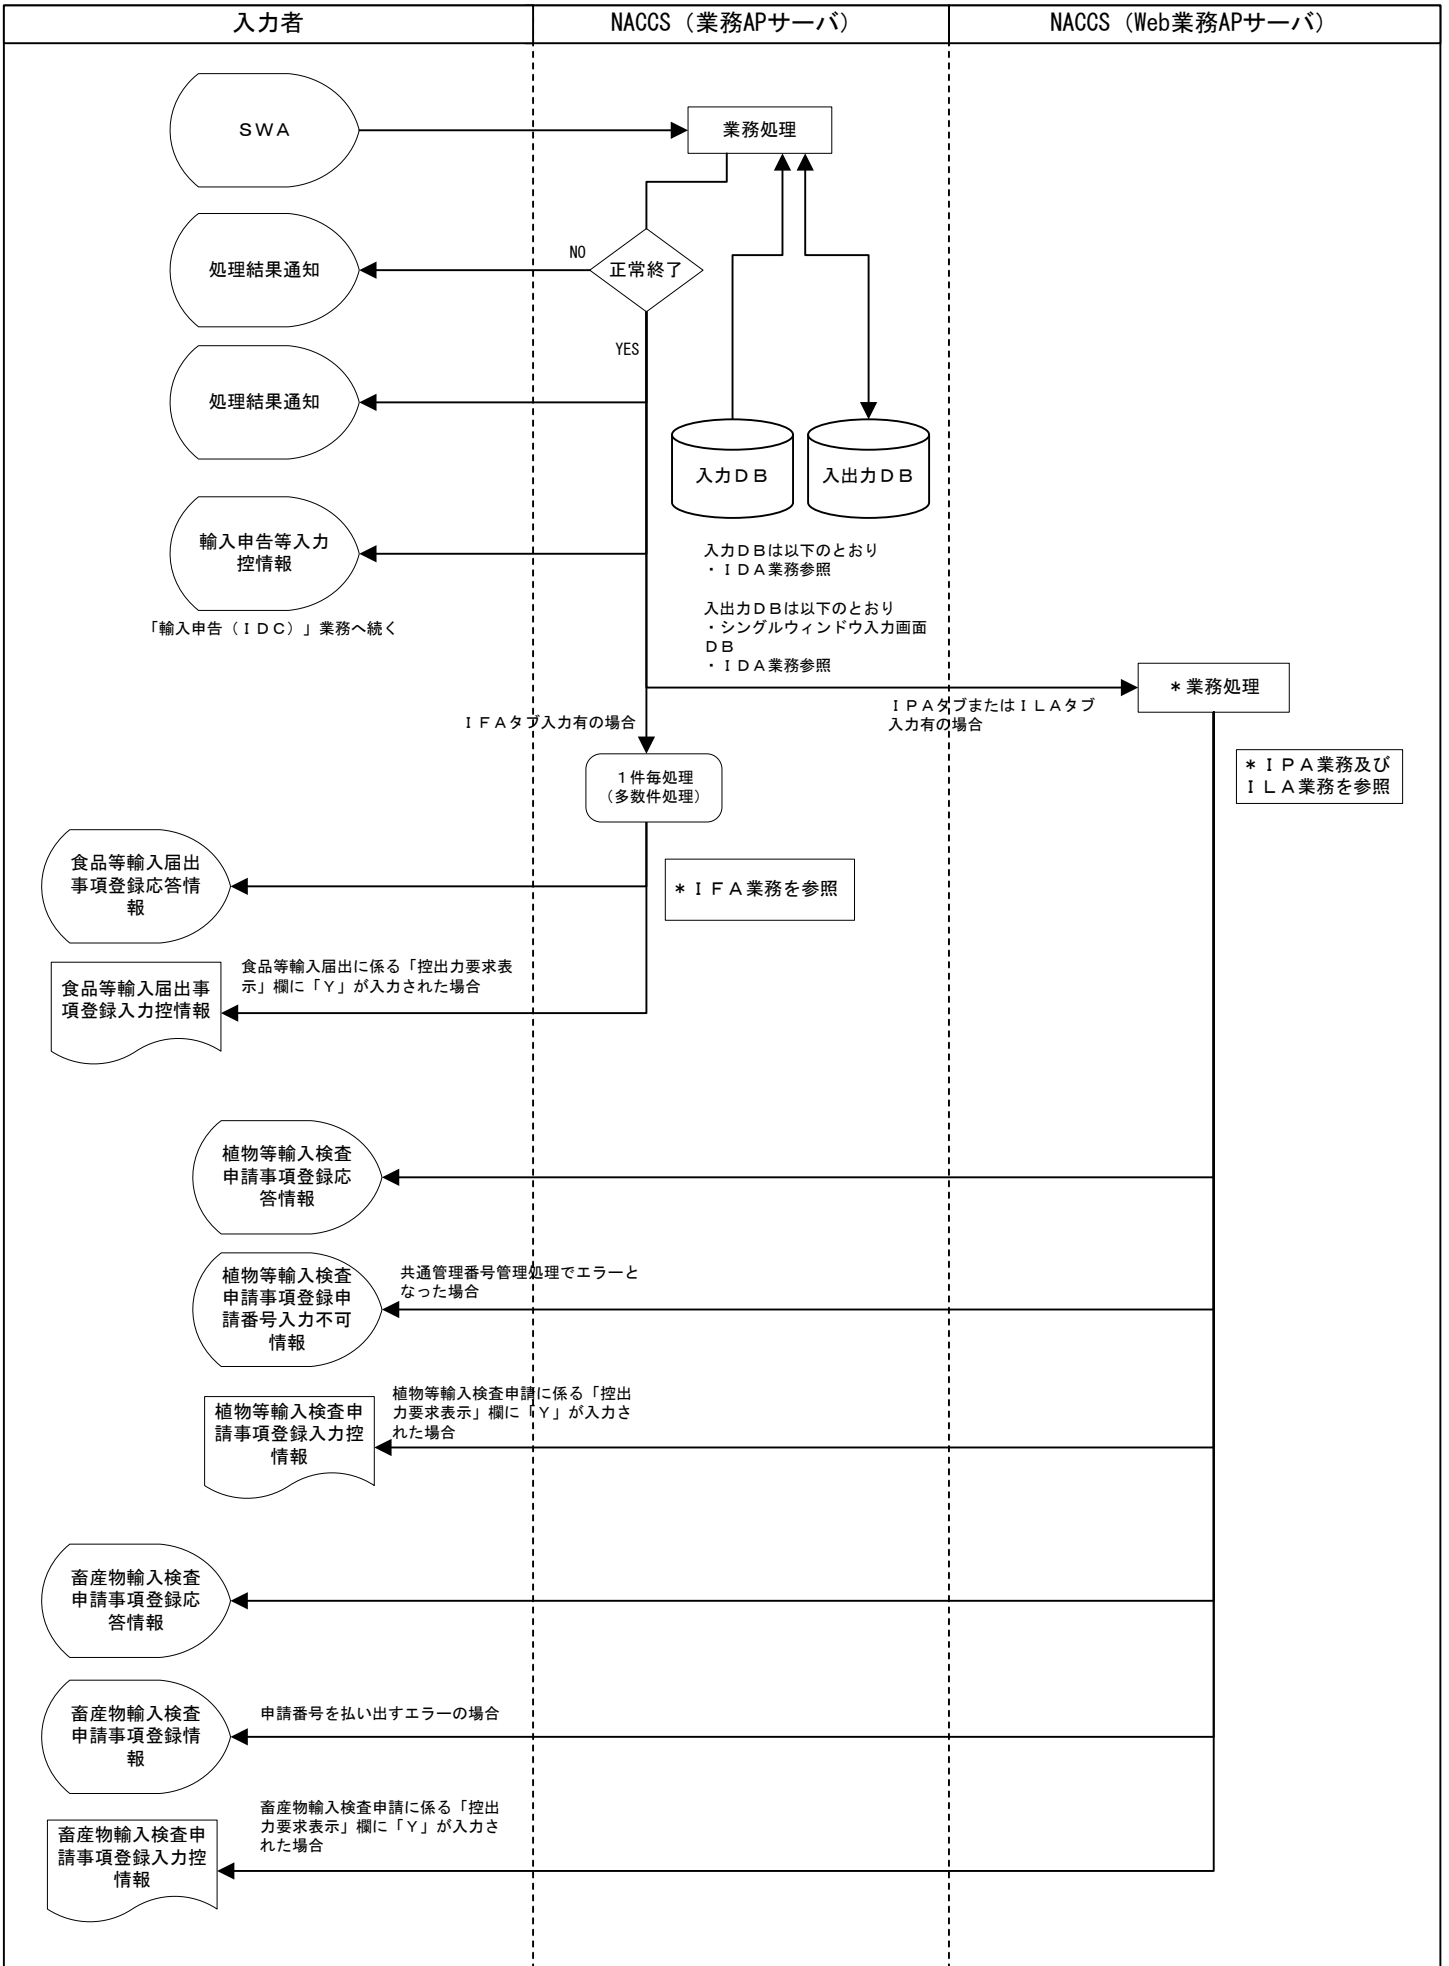 入力者
NACCS（業務APサーバ）
NACCS（Web業務APサーバ）
ＳＷＡ
業務処理
処理結果通知
NO
正常終了
YES
処理結果通知
入力ＤＢ
入出力ＤＢ
輸入申告等入力
控情報
「輸入申告（ＩＤＣ）」業務へ続く
入力ＤＢは以下のとおり
・ＩＤＡ業務参照
入出力ＤＢは以下のとおり
・シングルウィンドウ入力画面
ＤＢ
・ＩＤＡ業務参照
＊業務処理
ＩＰＡタブまたはＩＬＡタブ
入力有の場合
ＩＦＡタブ入力有の場合
＊ＩＰＡ業務及び
ＩＬＡ業務を参照
１件毎処理
（多数件処理）
食品等輸入届出
事項登録応答情
報
＊ＩＦＡ業務を参照
食品等輸入届出に係る「控出力要求表
示」欄に「Ｙ」が入力された場合
食品等輸入届出事
項登録入力控情報
植物等輸入検査
申請事項登録応
答情報
共通管理番号管理処理でエラーと
なった場合
植物等輸入検査
申請事項登録申
請番号入力不可
情報
植物等輸入検査申請に係る「控出
力要求表示」欄に「Ｙ」が入力さ
れた場合
植物等輸入検査申
請事項登録入力控
情報
畜産物輸入検査
申請事項登録応
答情報
申請番号を払い出すエラーの場合
畜産物輸入検査
申請事項登録情
報
畜産物輸入検査申請に係る「控出
力要求表示」欄に「Ｙ」が入力さ
れた場合
畜産物輸入検査申
請事項登録入力控
情報